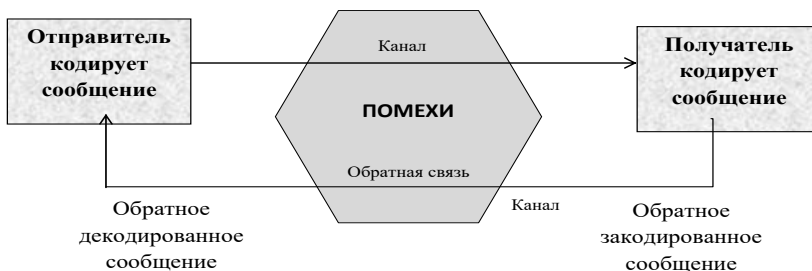 Отправитель
кодирует
сообщение
Канал
Получатель
кодирует
сообщение
ПОМЕХИ
Обратная связь
Канал
Обратное
декодированное
сообщение
Обратное
закодированное
сообщение